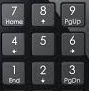 7 8 9
Home ↑ PgUp
4 5 6
← →
1 2 3
End ↓ PgDn